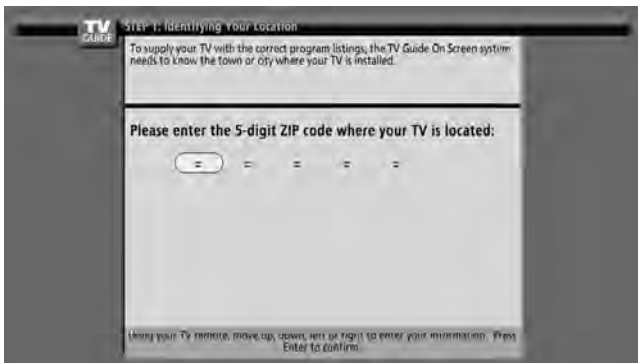 TV
GUIDE
STEP 1: Identifying Your Location
To supply your TV with the correct program listings, the TV Guide On Screen system
needs to know the town or city where your TV is installed.
Please enter the 5-digit ZIP code where your TV is located:
= = = = =
Using your TV remote, move up, down, left or right to enter your information. Press
Enter to confirm.